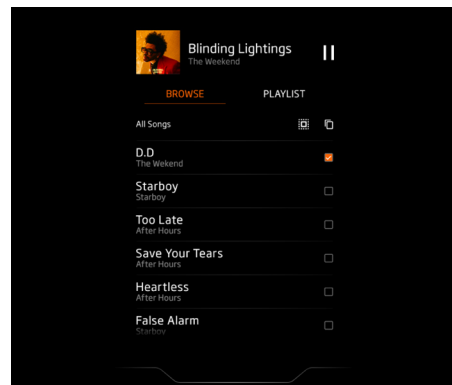 Blinding Lightings
The Weekend
BROWSE PLAYLIST
All Songs
D.D
The Wekend
Starboy
Starboy
Too Late
After Hours
Save Your Tears
After Hours
Heartless
After Hours
False Alarm
Starboy